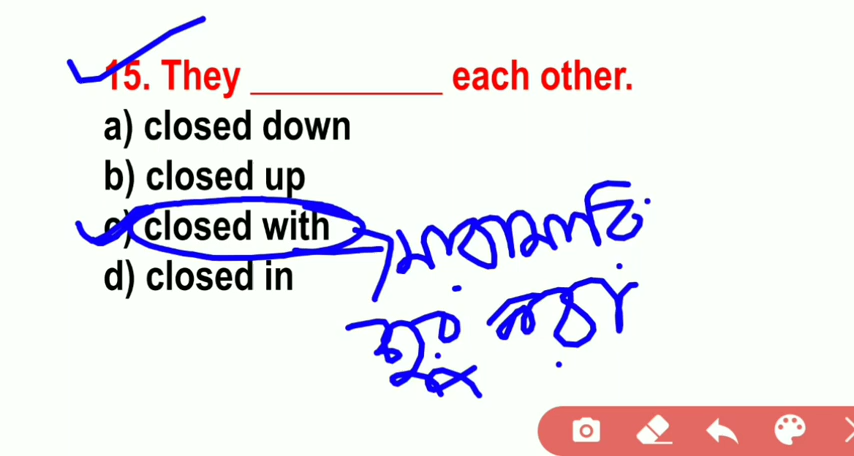 15. They __________ each other.
a) closed down
b) closed up
c) closed with
d) closed in